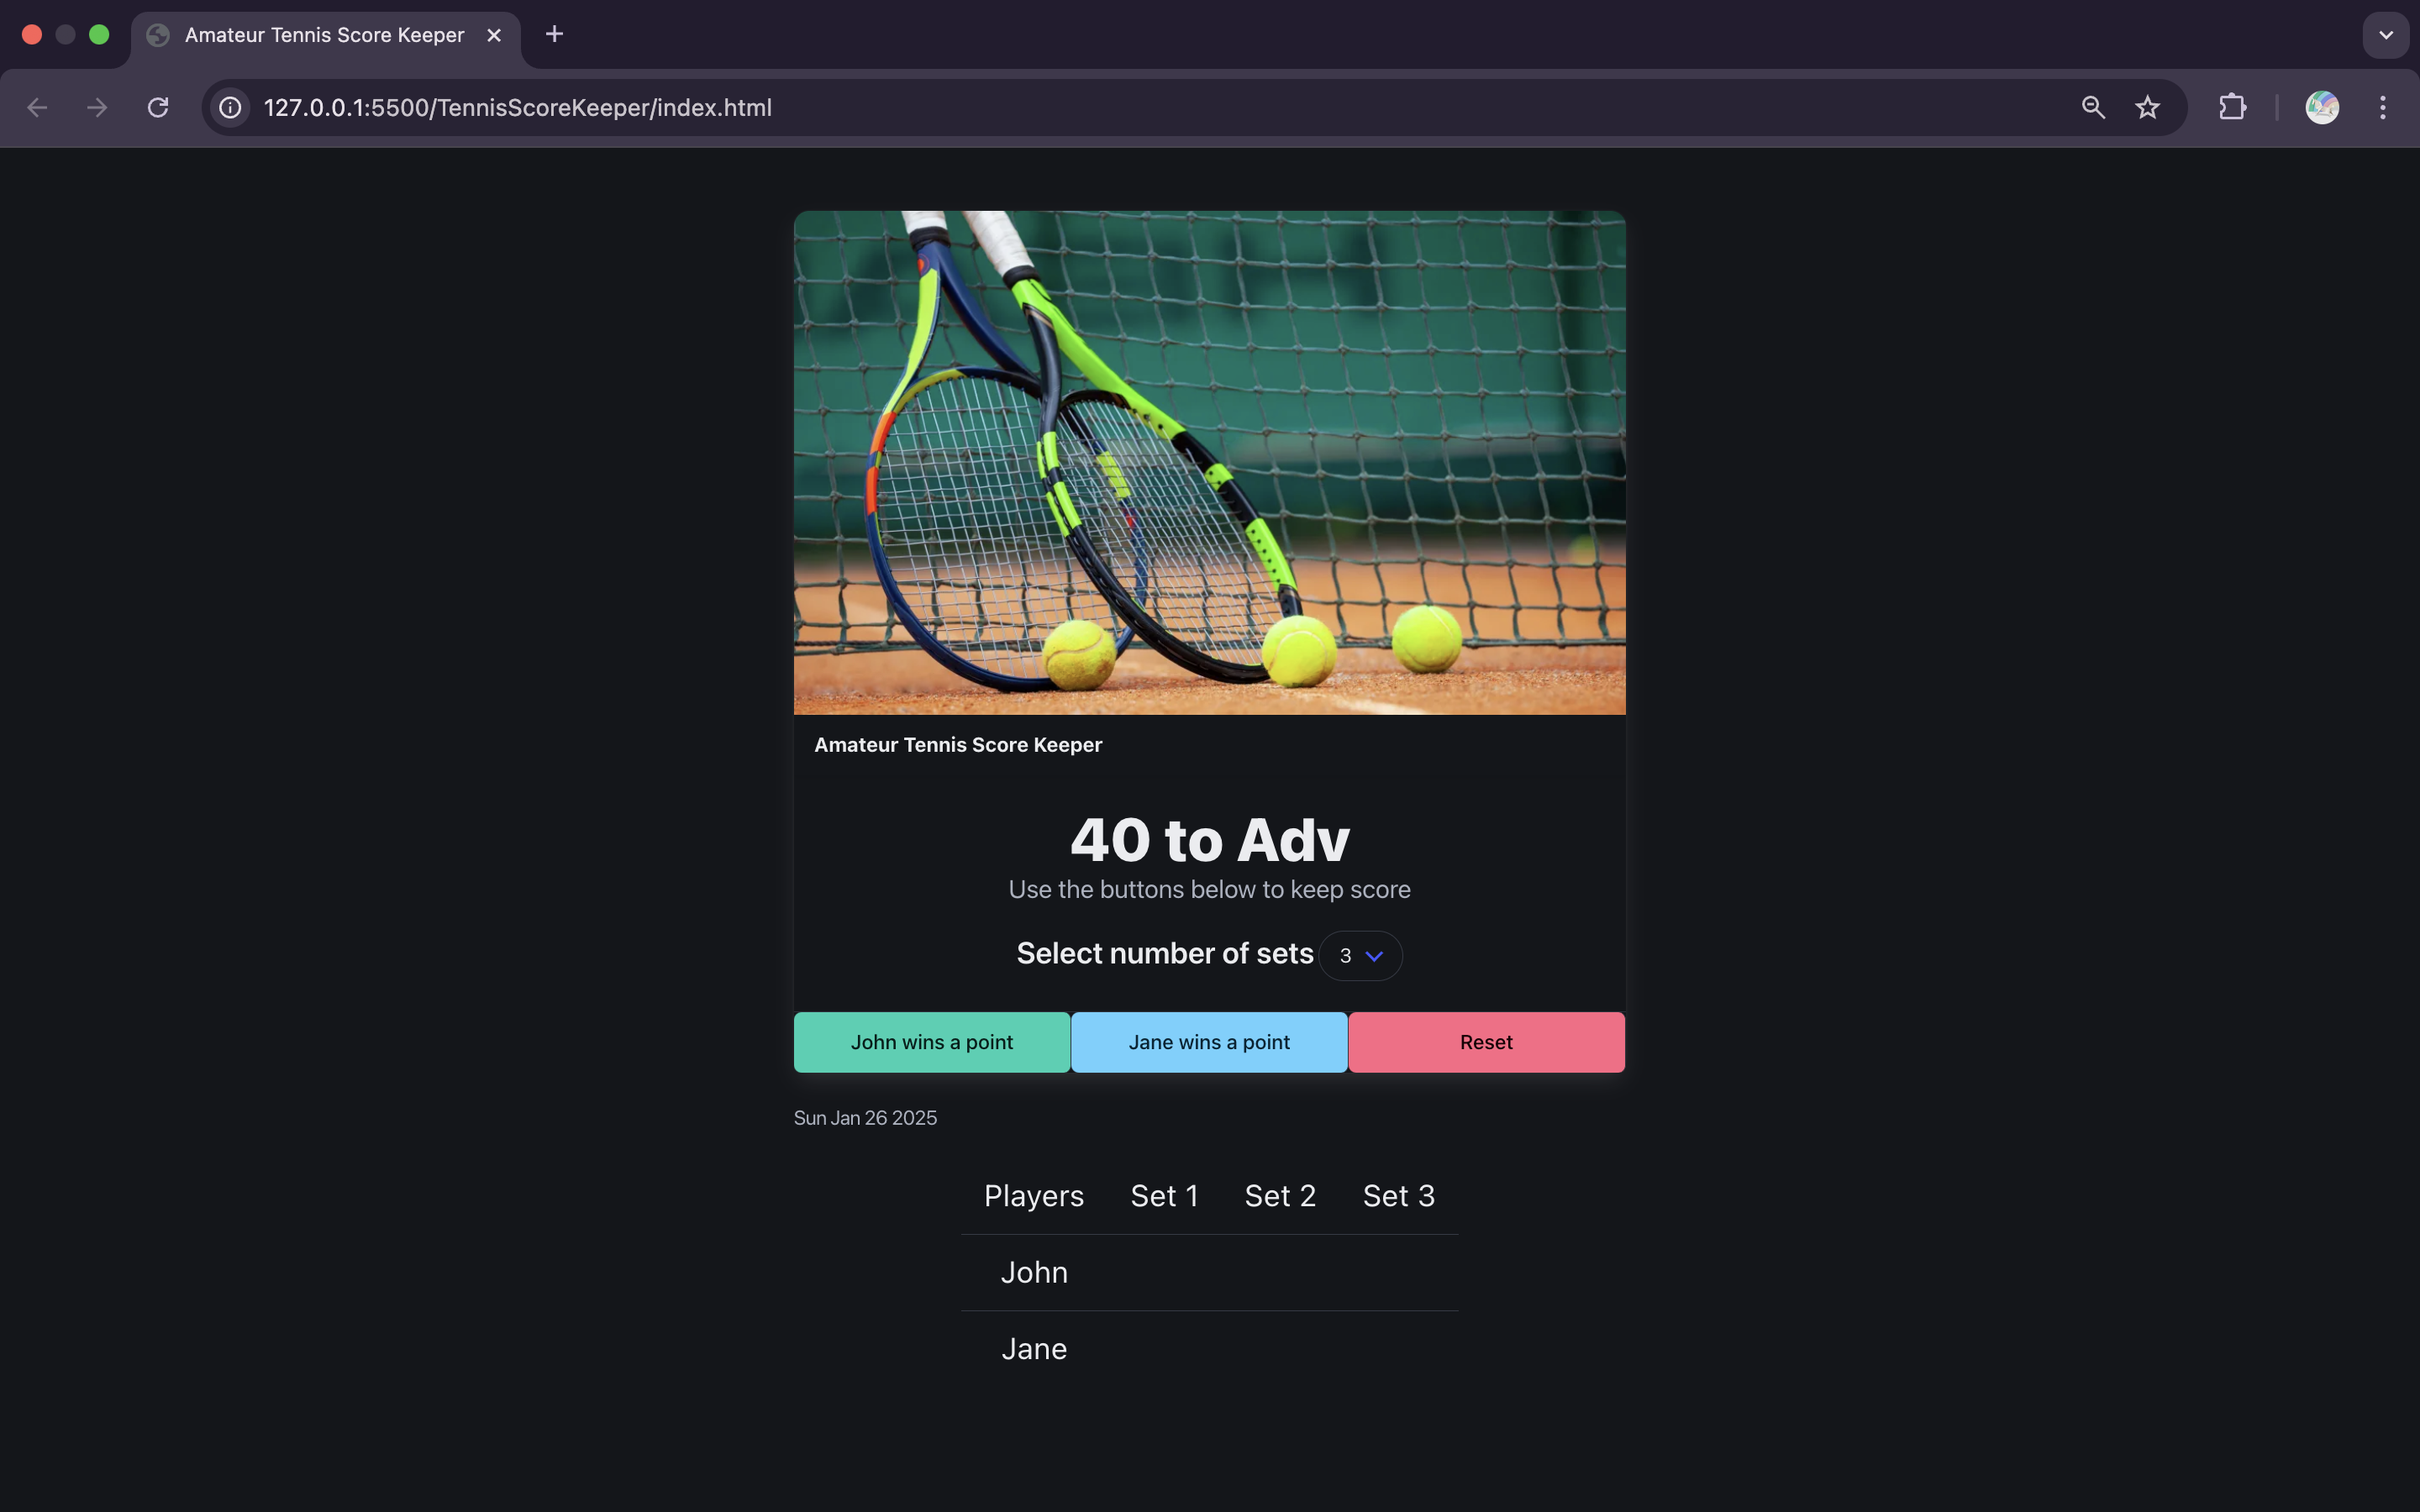 Amateur Tennis Score Keeper
127.0.0.1:5500/TennisScoreKeeper/index.html
Amateur Tennis Score Keeper
40 to Adv
Use the buttons below to keep score
Select number of sets 3
John wins a point Jane wins a point Reset
Sun Jan 26 2025
Players Set 1 Set 2 Set 3
John
Jane